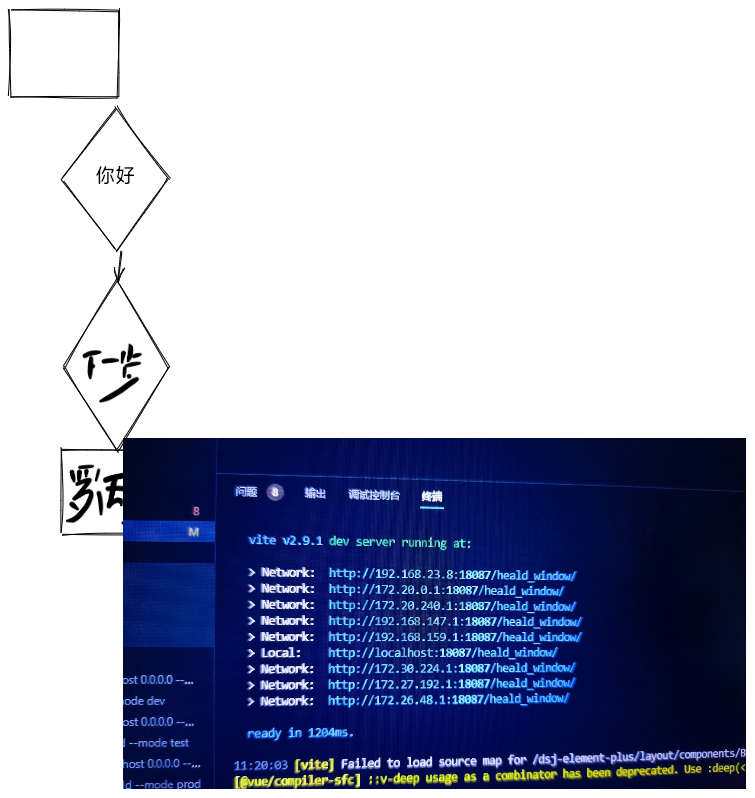 你好
下一步
问题 8 输出 调试控制台 终端
8
M
vite v2.9.1 dev server running at:
> Network: http://192.168.23.8:18087/heald_window/
> Network: http://172.20.0.1:18087/heald_window/
> Network: http://172.20.240.1:18087/heald_window/
> Network: http://192.168.147.1:18087/heald_window/
> Network: http://192.168.159.1:18087/heald_window/
> Local: http://localhost:18087/heald_window/
> Network: http://172.30.224.1:18087/heald_window/
> Network: http://172.27.192.1:18087/heald_window/
> Network: http://172.26.48.1:18087/heald_window/
ready in 1204ms.
ost 0.0.0.0 --...
ode dev
ost 0.0.0.0 --...
d --mode test
host 0.0.0.0 --...
d --mode prod
11:20:03 [vite] Failed to load source map for /dsj-element-plus/layout/components/B
[@vue/compiler-sfc] ::v-deep usage as a combinator has been deprecated. Use :deep(<